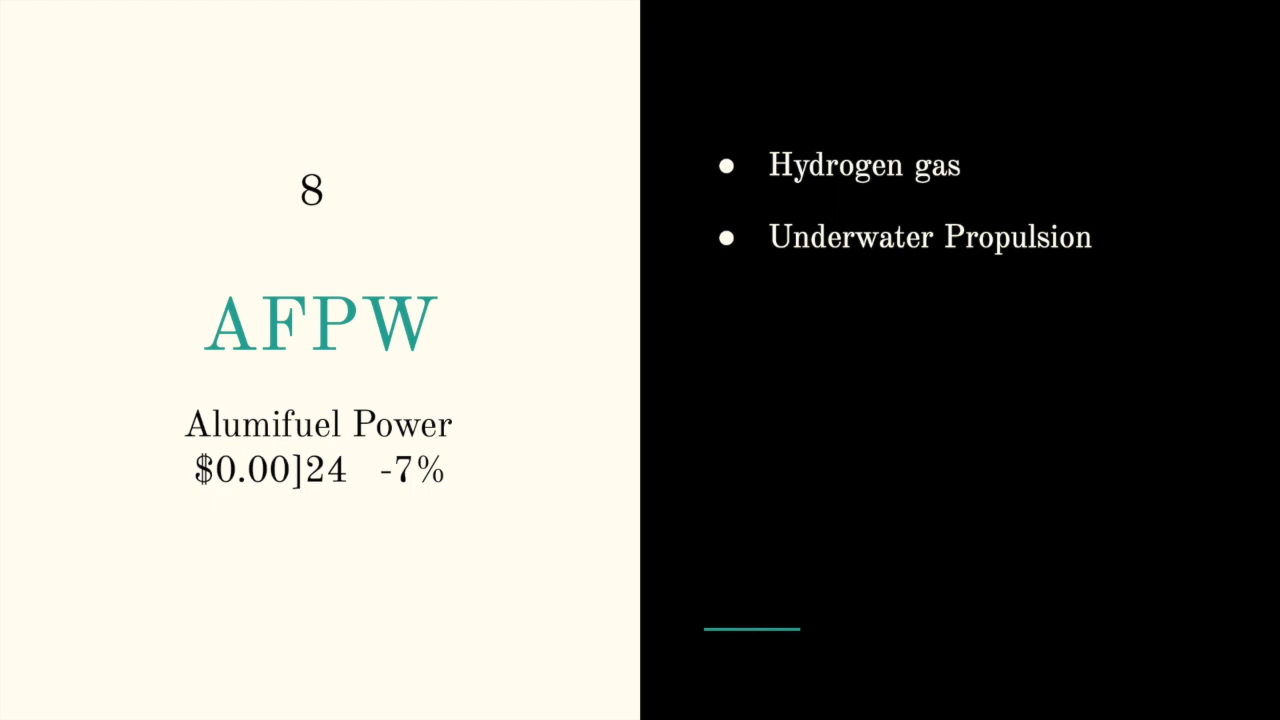 8
AFPW
Alumifuel Power
$0.00]24 -7%
● Hydrogen gas
● Underwater Propulsion